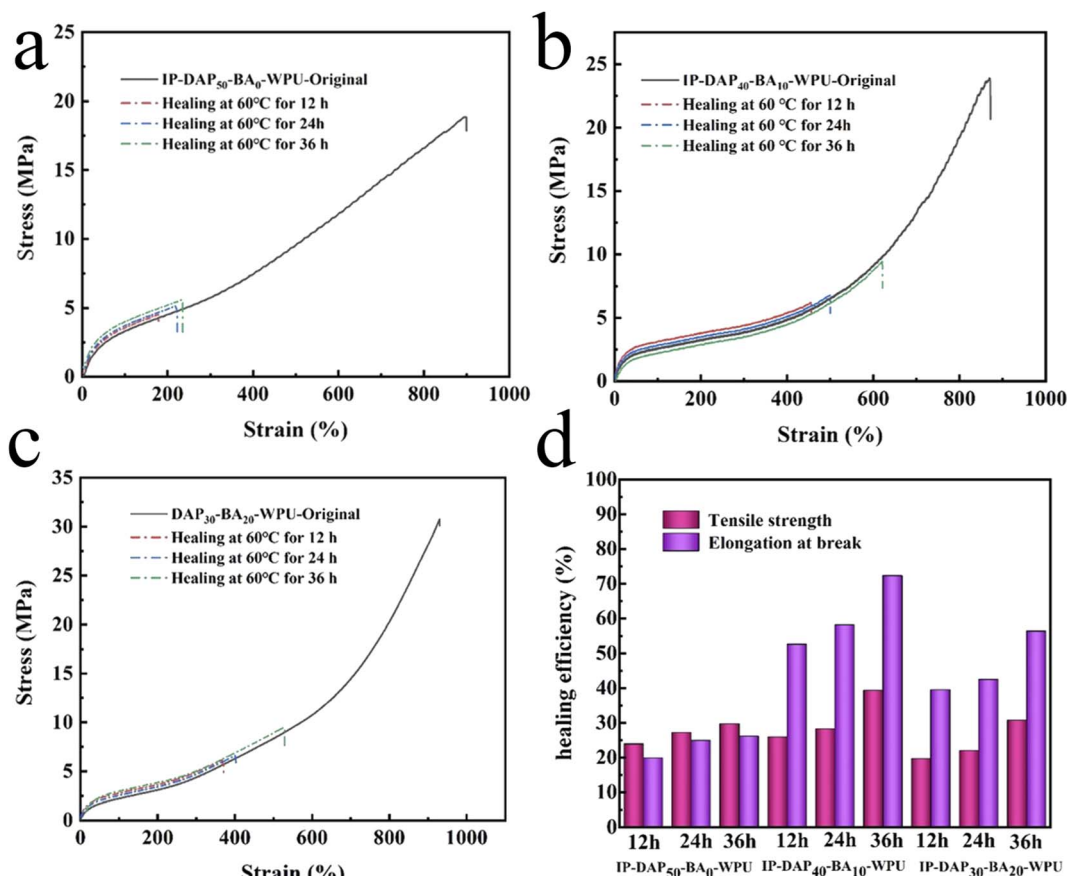 a
25
20
15
10
5
0
Stress (MPa)
IP-DAP₅₀-BA₀-WPU-Original
Healing at 60℃ for 12 h
Healing at 60℃ for 24h
Healing at 60℃ for 36 h
0 200 400 600 800 1000
Strain (%)
b
25
20
15
10
5
0
Stress (MPa)
IP-DAP₄₀-BA₁₀-WPU-Original
Healing at 60 ℃ for 12 h
Healing at 60 ℃ for 24h
Healing at 60 ℃ for 36 h
0 200 400 600 800 1000
Strain (%)
c
35
30
25
20
15
10
5
0
Stress (MPa)
DAP₃₀-BA₂₀-WPU-Original
Healing at 60℃ for 12 h
Healing at 60℃ for 24 h
Healing at 60℃ for 36 h
0 200 400 600 800 1000
Strain (%)
d
100
90
80
70
60
50
40
30
20
10
0
healing efficiency (%)
Tensile strength
Elongation at break
12h 24h 36h 12h 24h 36h 12h 24h 36h
IP-DAP₅₀-BA₀-WPU IP-DAP₄₀-BA₁₀-WPU IP-DAP₃₀-BA₂₀-WPU